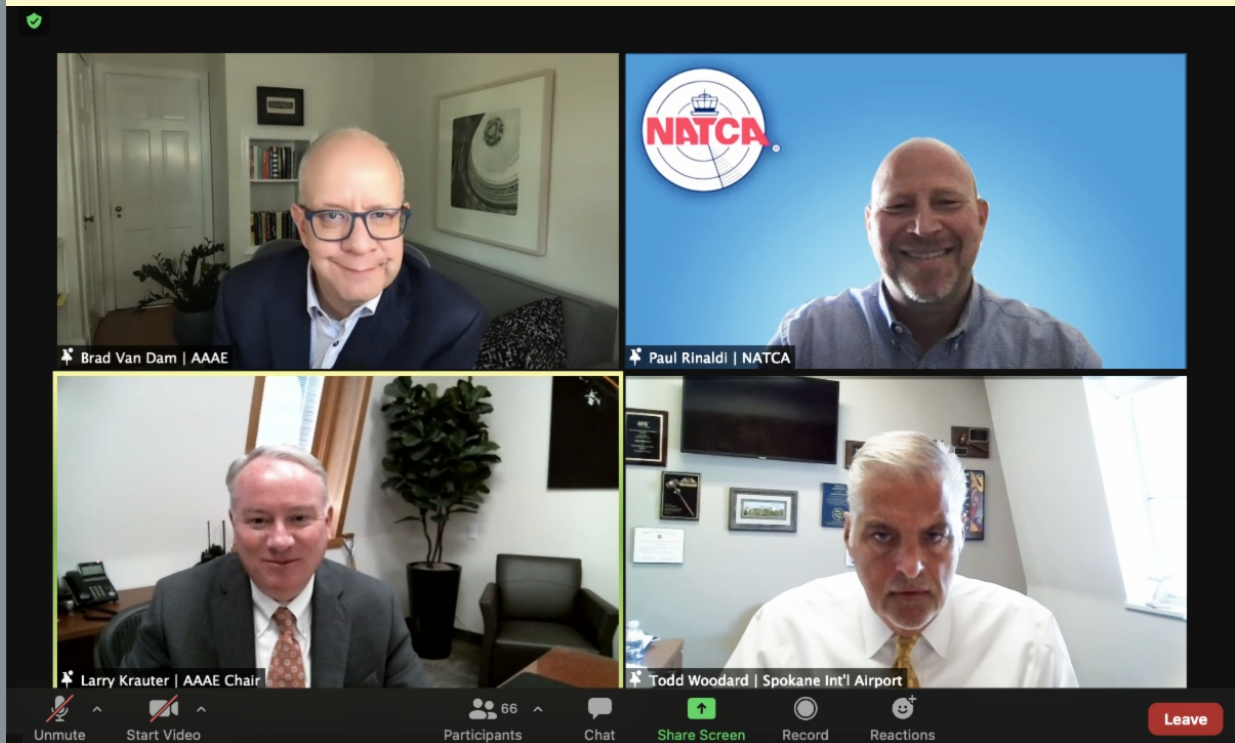 NATCA
Brad Van Dam | AAAE
Paul Rinaldi | NATCA
Larry Krauter | AAAE Chair
Todd Woodard | Spokane Int'l Airport
66
Unmute
Start Video
Participants
Chat
Share Screen
Record
Reactions
Leave